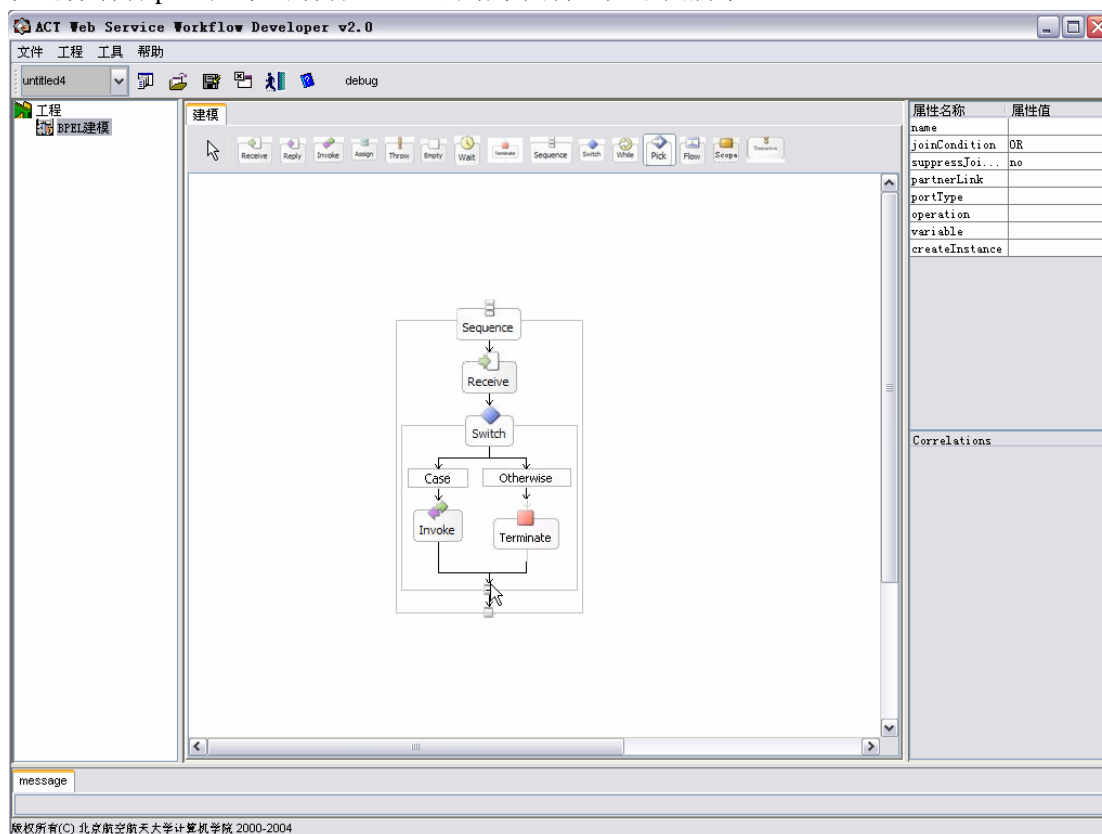 ACT Web Service Workflow Developer v2.0
文件 工程 工具 帮助
untitled4 debug
工程
BPEL建模
建模
Receive Reply Invoke Assign Throw Empty Wait Terminate Sequence Switch While Pick Flow Scope
属性名称 属性值
name
joinCondition OR
suppressJoi... no
partnerLink
portType
operation
variable
createInstance
Sequence
Receive
Switch
Case Otherwise
Invoke
Terminate
Correlations
message
版权所有(C) 北京航空航天大学计算机学院 2000-2004